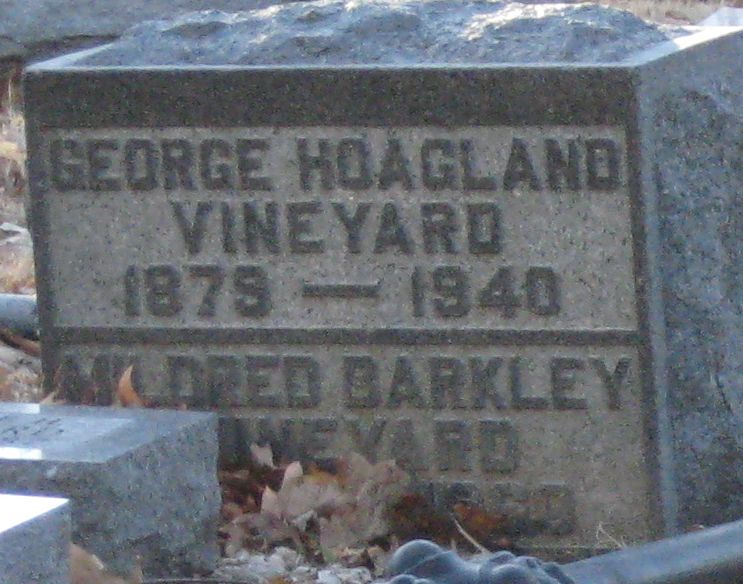 GEORGE HOAGLAND
VINEYARD
1879 — 1940
MILDRED BARKLEY
VINEYARD